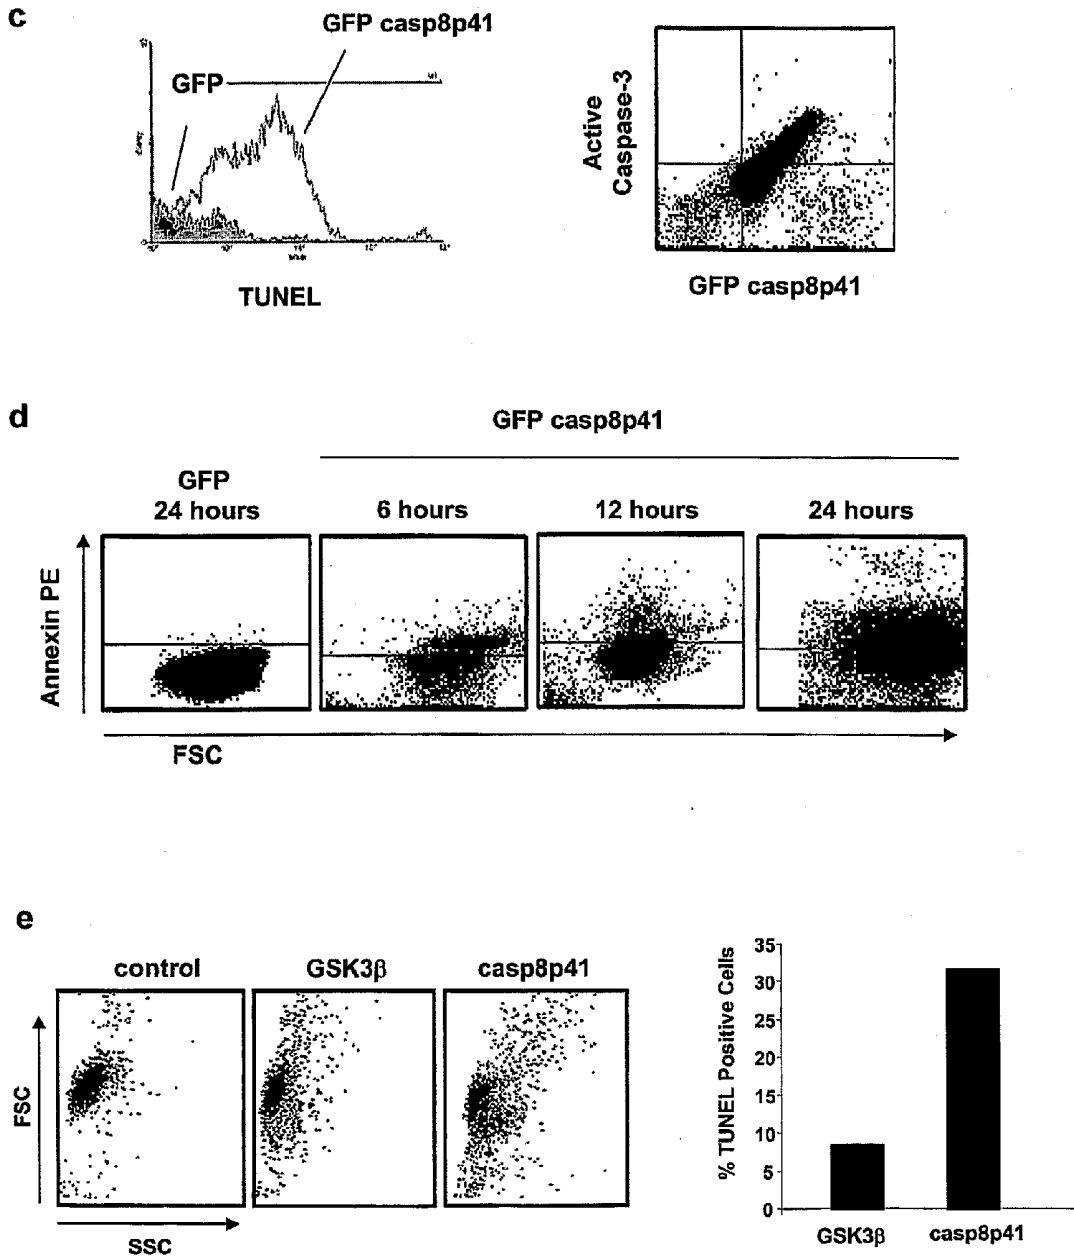 c
GFP casp8p41
GFP
TUNEL
Active
Caspase-3
GFP casp8p41
d
GFP casp8p41
GFP
24 hours
6 hours
12 hours
24 hours
Annexin PE
FSC
e
control
GSK3β
casp8p41
FSC
SSC
% TUNEL Positive Cells
35
30
25
20
15
10
5
0
GSK3β
casp8p41